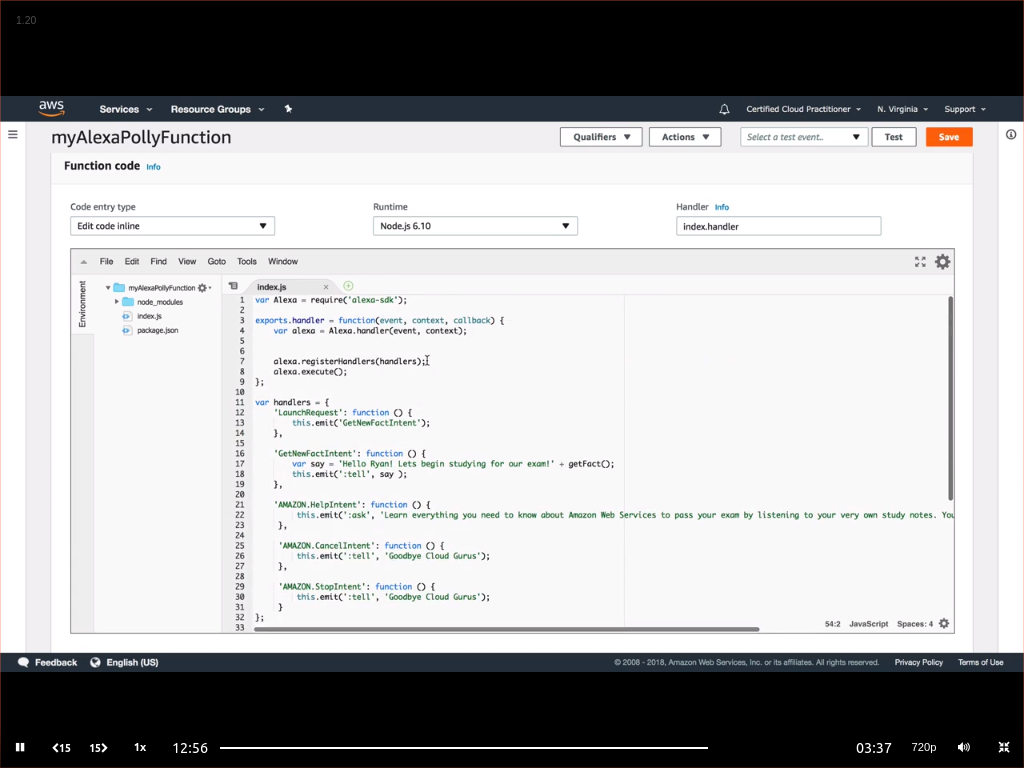 1.20
aws Services Resource Groups Certified Cloud Practitioner N. Virginia Support
myAlexaPollyFunction Qualifiers Actions Select a test event.. Test Save
Function code Info
Code entry type Runtime Handler Info
Edit code inline Node.js 6.10 index.handler
File Edit Find View Goto Tools Window
Environment
myAlexaPollyFunction
node_modules
index.js
package.json
index.js
1 var Alexa = require('alexa-sdk');
2
3 exports.handler = function(event, context, callback) {
4 var alexa = Alexa.handler(event, context);
5
6
7 alexa.registerHandlers(handlers);
8 alexa.execute();
9 };
10
11 var handlers = {
12 'LaunchRequest': function () {
13 this.emit('GetNewFactIntent');
14 },
15
16 'GetNewFactIntent': function () {
17 var say = 'Hello Ryan! Lets begin studying for our exam!' + getFact();
18 this.emit(':tell', say );
19 },
20
21 'AMAZON.HelpIntent': function () {
22 this.emit(':ask', 'Learn everything you need to know about Amazon Web Services to pass your exam by listening to your very own study notes. You
23 },
24
25 'AMAZON.CancelIntent': function () {
26 this.emit(':tell', 'Goodbye Cloud Gurus');
27 },
28
29 'AMAZON.StopIntent': function () {
30 this.emit(':tell', 'Goodbye Cloud Gurus');
31 }
32 };
33
54:2 JavaScript Spaces: 4
Feedback English (US) © 2008 - 2018, Amazon Web Services, Inc. or its affiliates. All rights reserved. Privacy Policy Terms of Use
15 15 1x 12:56 03:37 720p